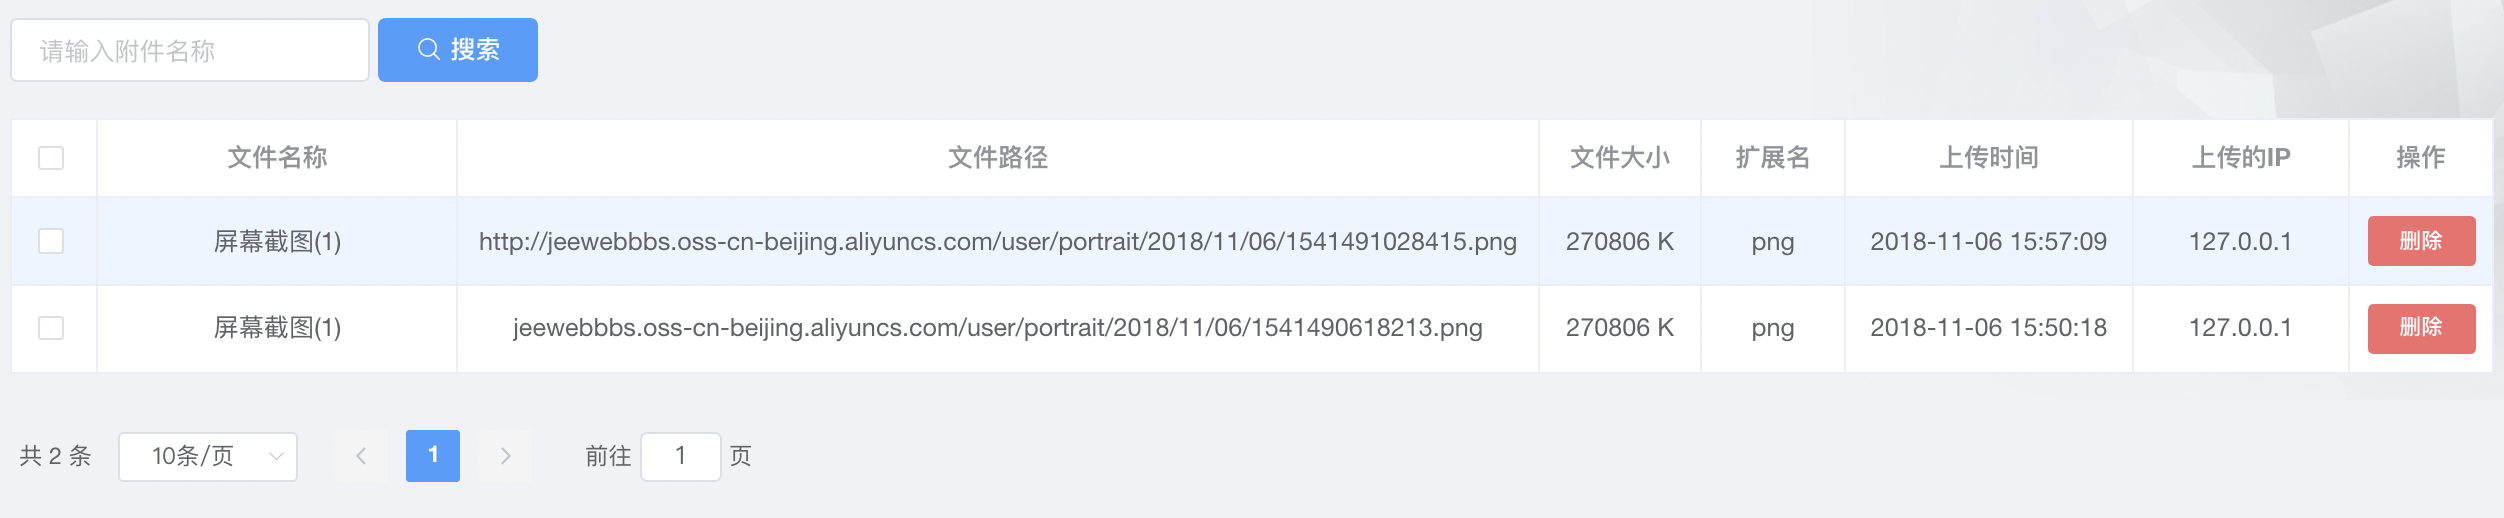 请输入附件名称 搜索
文件名称 文件路径 文件大小 扩展名 上传时间 上传的IP 操作
屏幕截图(1) http://jeewebbbs.oss-cn-beijing.aliyuncs.com/user/portrait/2018/11/06/1541491028415.png 270806 K png 2018-11-06 15:57:09 127.0.0.1 删除
屏幕截图(1) jeewebbbs.oss-cn-beijing.aliyuncs.com/user/portrait/2018/11/06/1541490618213.png 270806 K png 2018-11-06 15:50:18 127.0.0.1 删除
共 2 条 10条/页 1 前往 1 页